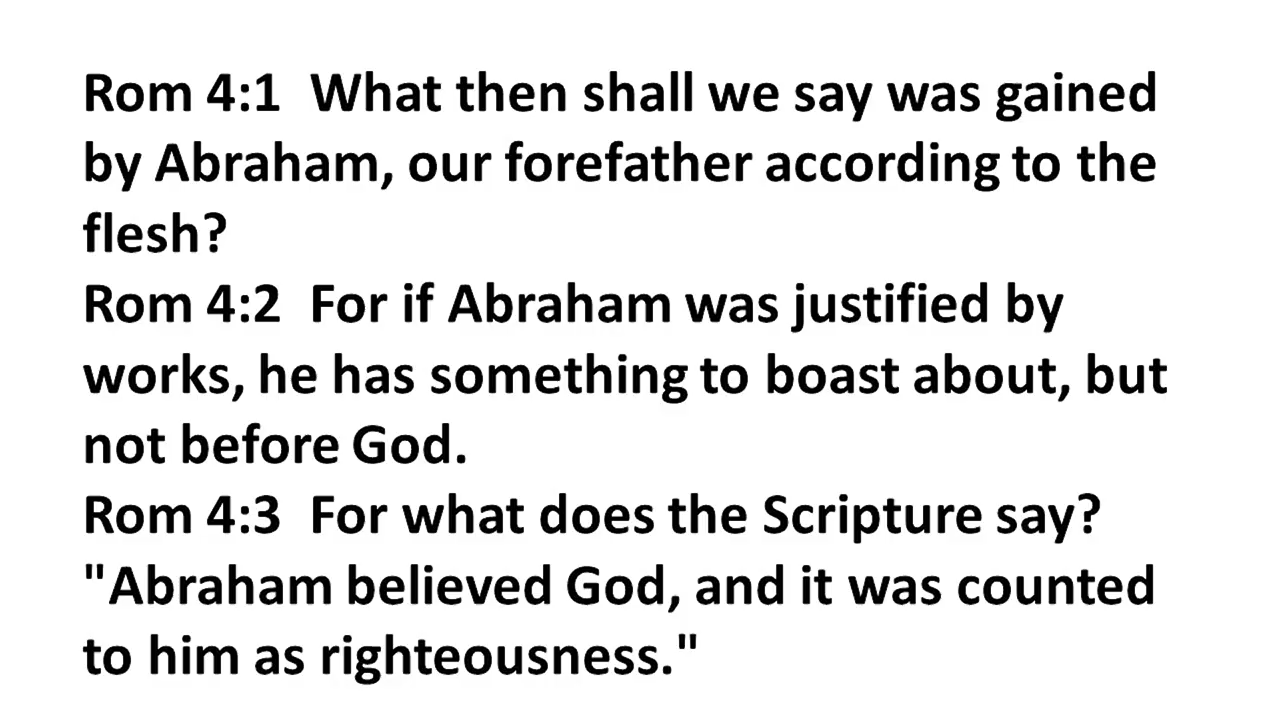 Rom 4:1  What then shall we say was gained
by Abraham, our forefather according to the
flesh?
Rom 4:2  For if Abraham was justified by
works, he has something to boast about, but
not before God.
Rom 4:3  For what does the Scripture say?
"Abraham believed God, and it was counted
to him as righteousness."